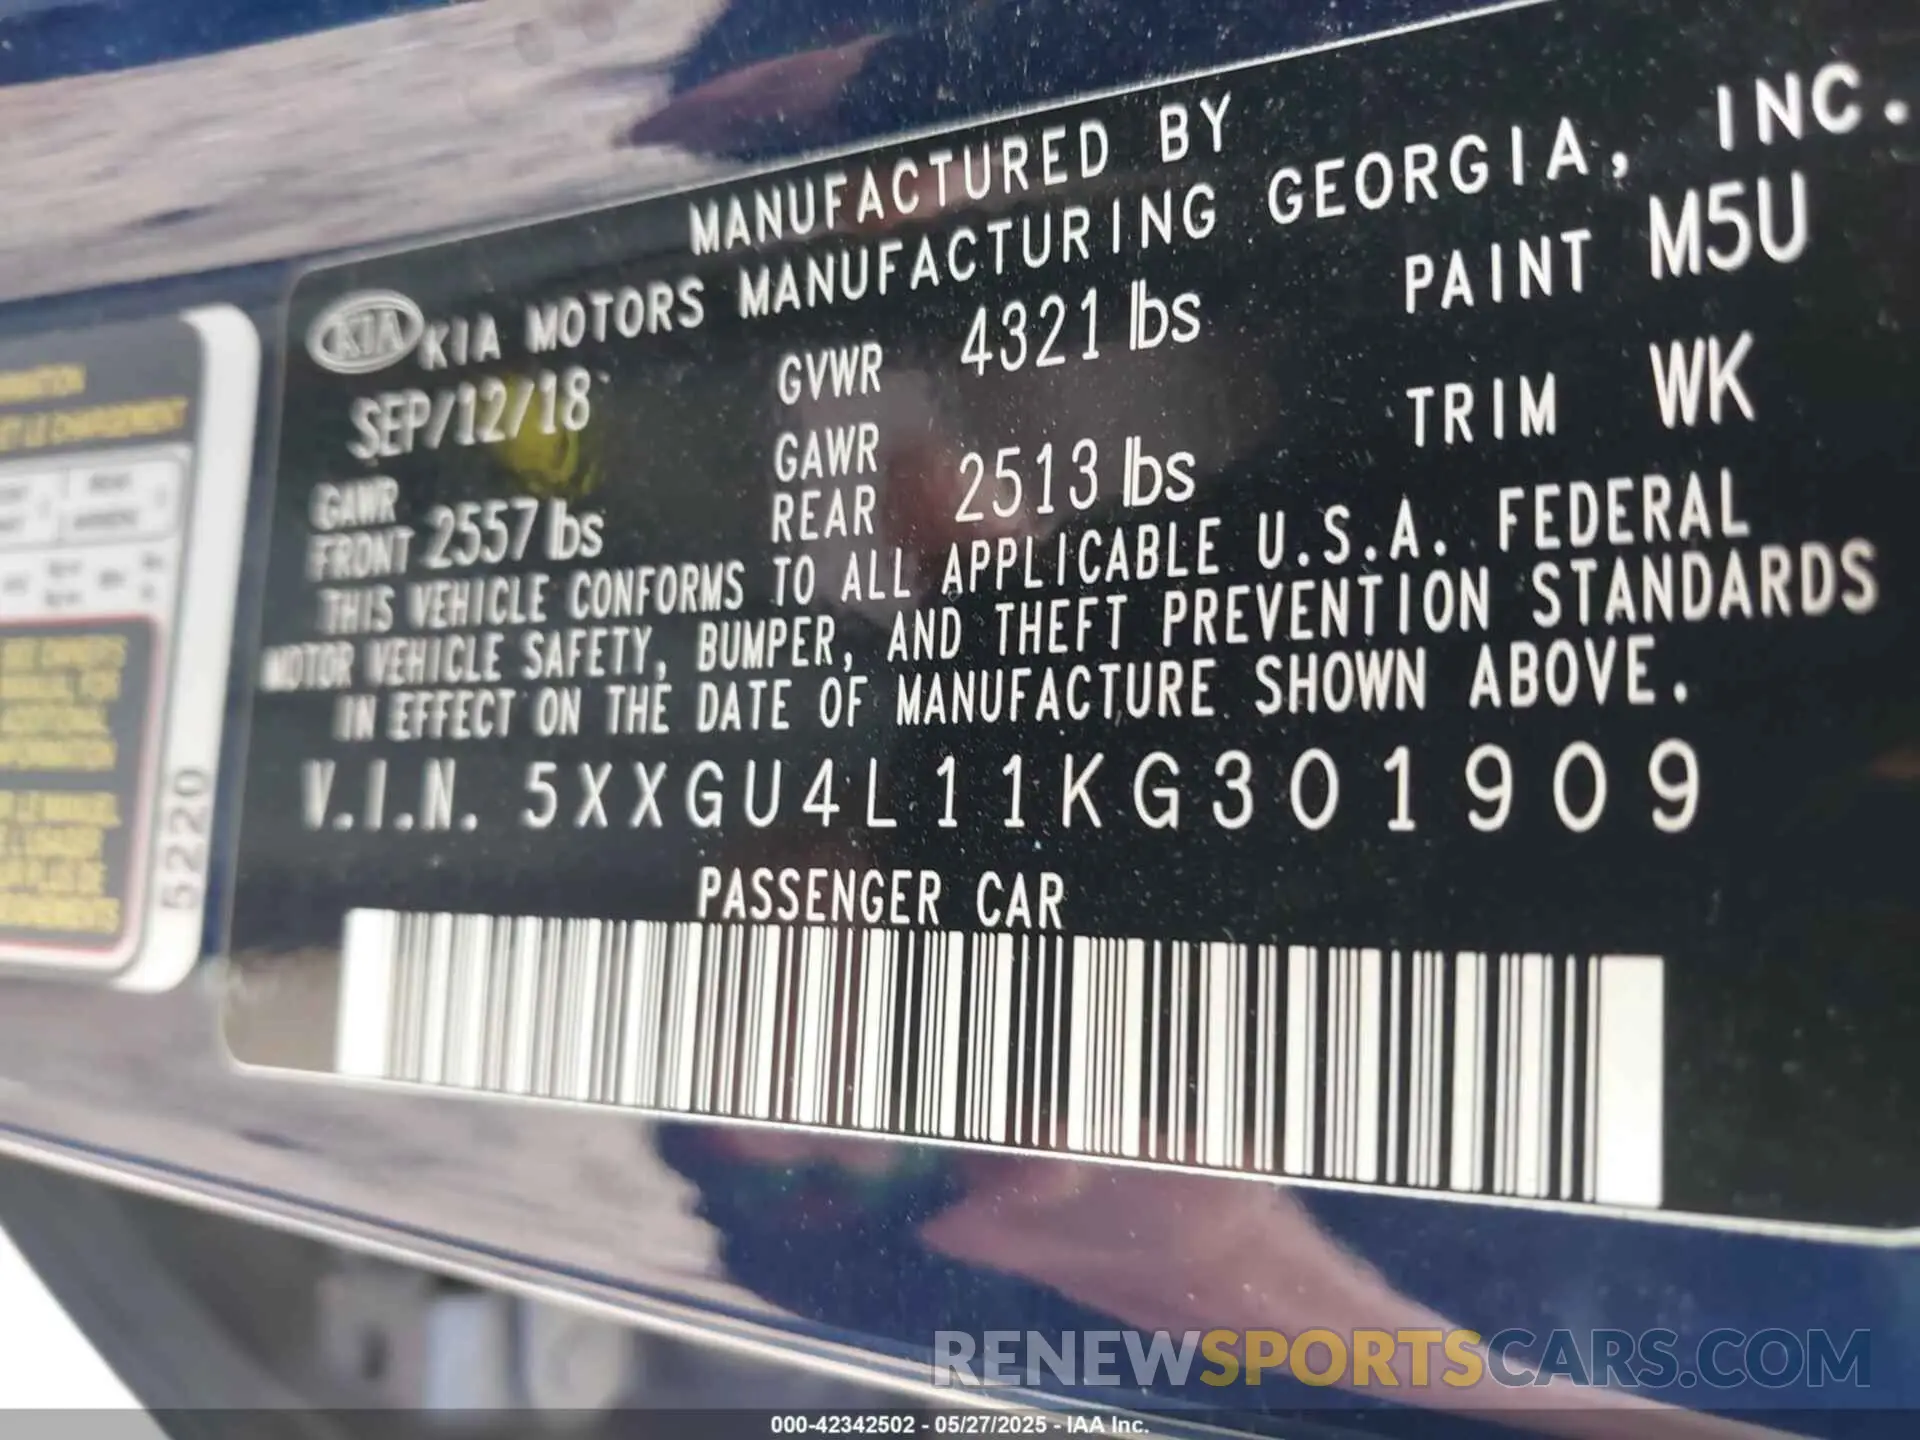 MANUFACTURED BY
KIA KIA MOTORS MANUFACTURING GEORGIA, INC.
SEP/12/18 GVWR 4321 lbs PAINT M5U
GAWR FRONT 2557 lbs GAWR REAR 2513 lbs TRIM WK
THIS VEHICLE CONFORMS TO ALL APPLICABLE U.S.A. FEDERAL
MOTOR VEHICLE SAFETY, BUMPER, AND THEFT PREVENTION STANDARDS
IN EFFECT ON THE DATE OF MANUFACTURE SHOWN ABOVE.
V.I.N. 5XXGU4L11KG301909
PASSENGER CAR
5220
RENEWSPORTSCARS.COM
000-42342502 - 05/27/2025 - IAA Inc.